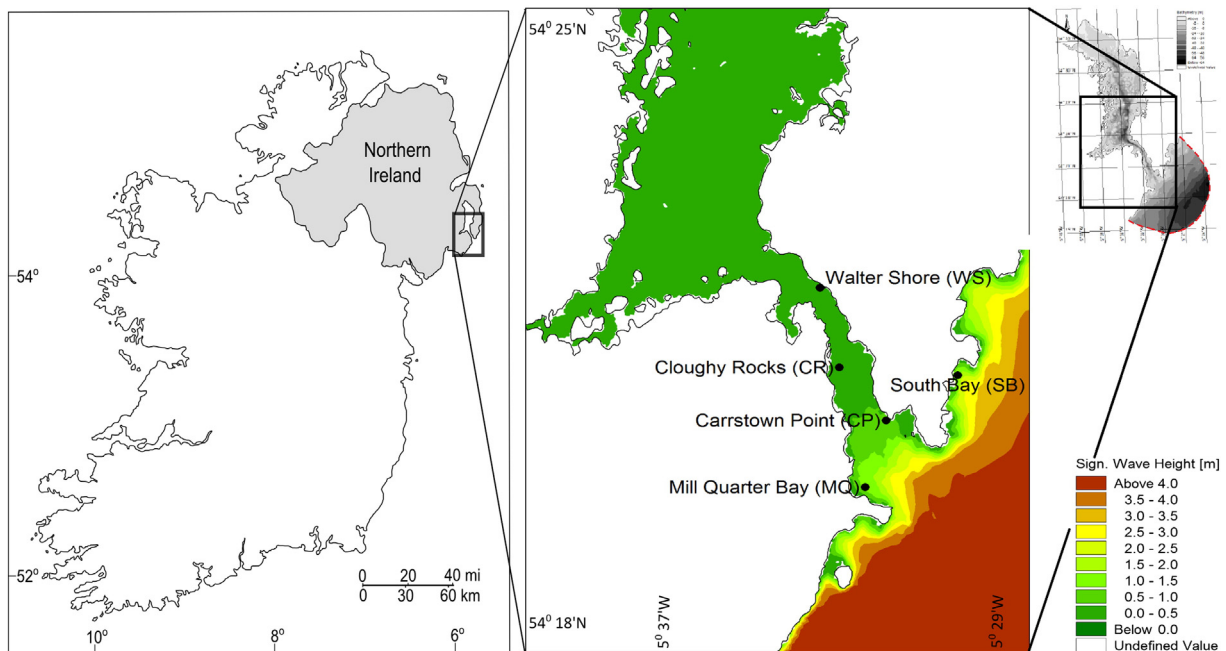 Northern
Ireland
54°
52°
10°
8°
6°
0 20 40 mi
0 30 60 km
54° 25'N
54° 18'N
5° 37'W
5° 29'W
Walter Shore (WS)
Cloughy Rocks (CR)
South Bay (SB)
Carrstown Point (CP)
Mill Quarter Bay (MQ)
Sign. Wave Height [m]
Above 4.0
3.5 - 4.0
3.0 - 3.5
2.5 - 3.0
2.0 - 2.5
1.5 - 2.0
1.0 - 1.5
0.5 - 1.0
0.0 - 0.5
Below 0.0
Undefined Value